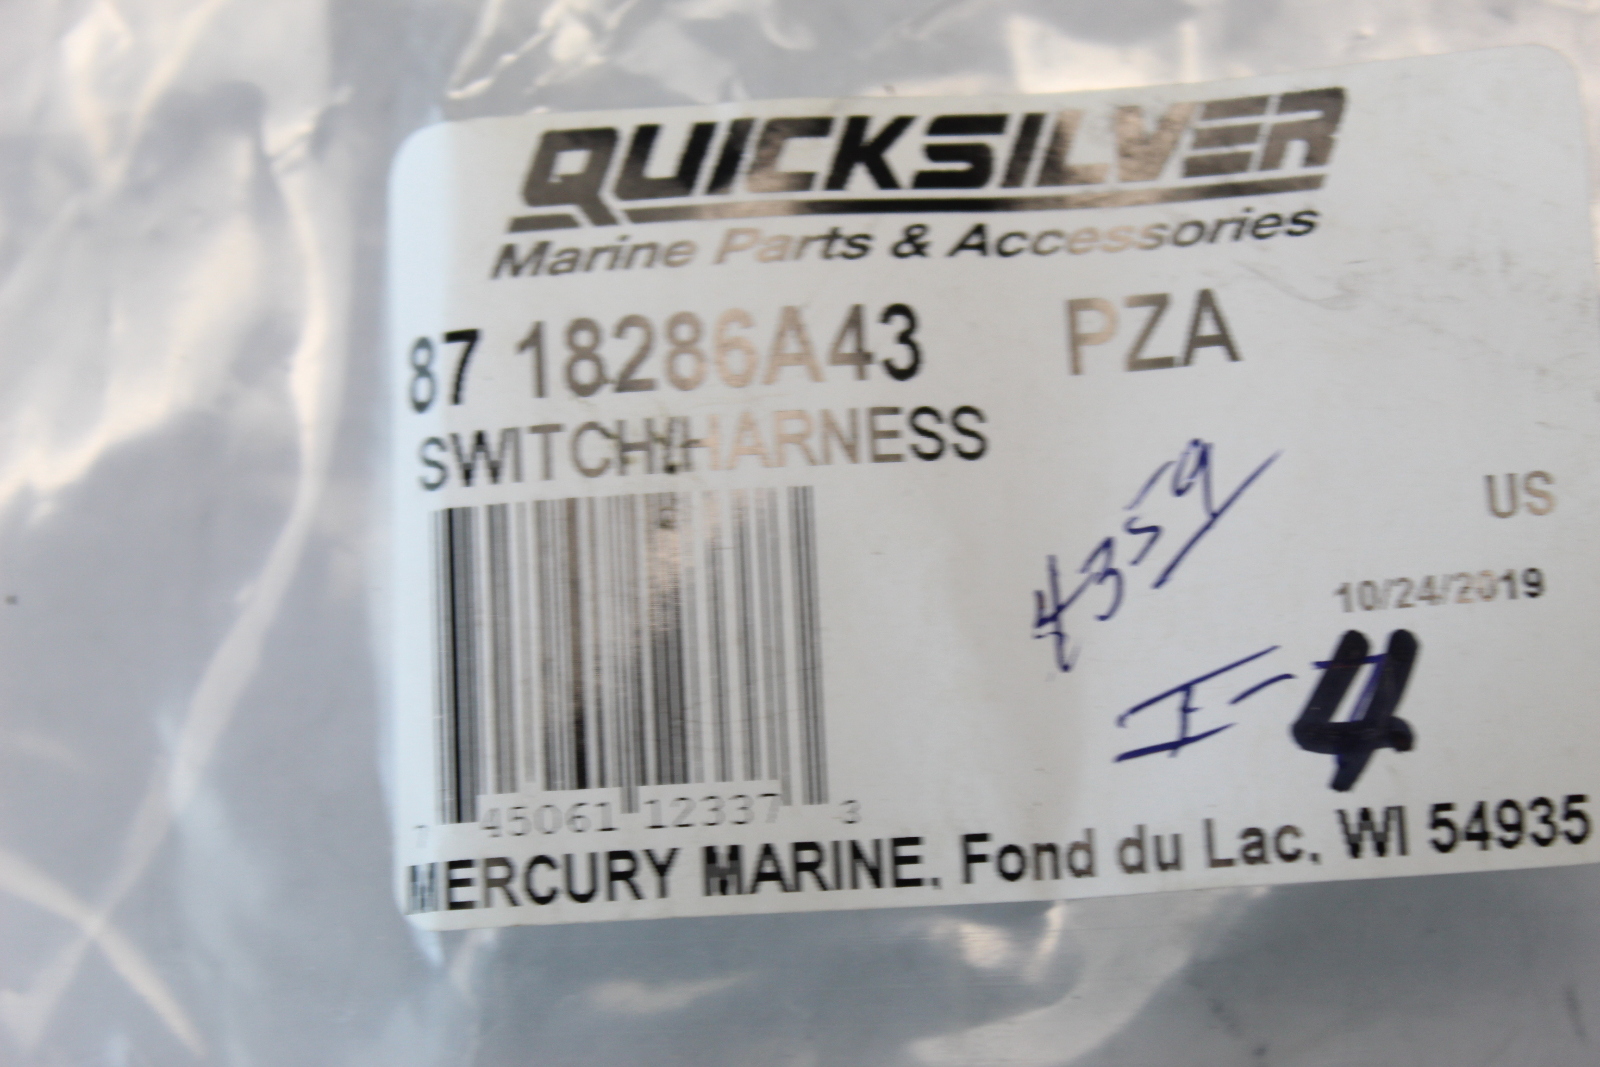 QUICKSILVER
Marine Parts & Accessories
87 18286A43 PZA
SWITCH/HARNESS
4359
US
10/24/2019
I-4
7 45061 12337 3
MERCURY MARINE, Fond du Lac, WI 54935